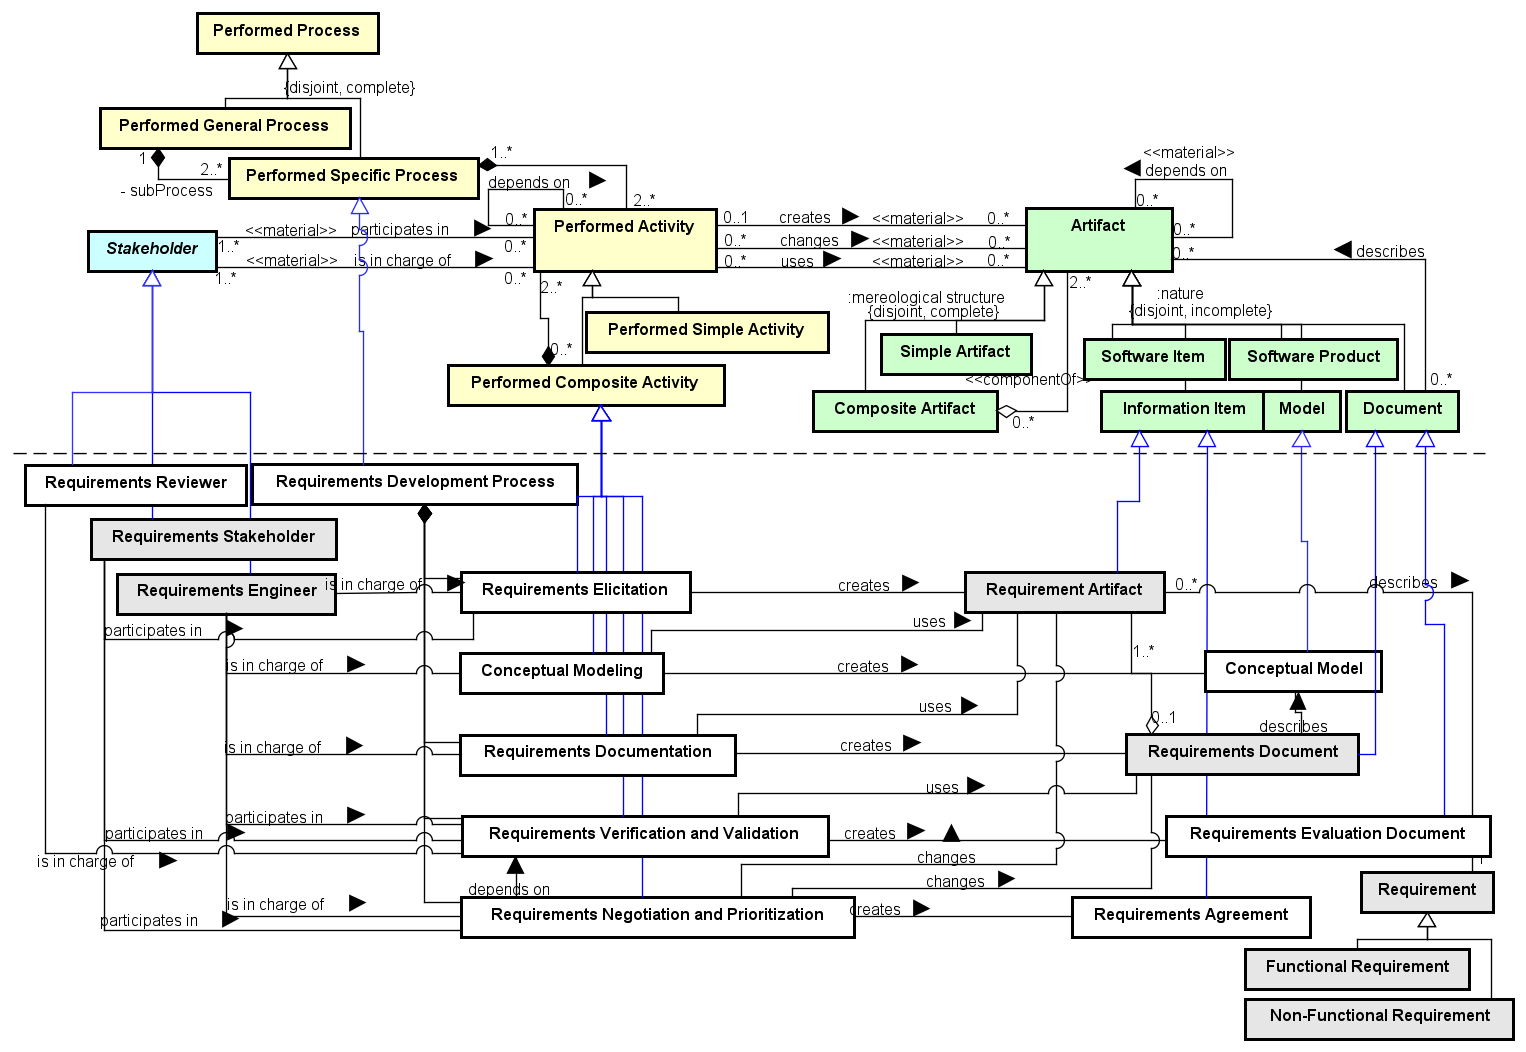 Performed Process
{disjoint, complete}
Performed General Process
1
2..*
- subProcess
Performed Specific Process
1..*
depends on
0..*
0..*
2..*
<<material>>
depends on
0..*
0..*
Stakeholder
<<material>>
participates in
1..*
0..*
<<material>>
is in charge of
1..*
0..*
Performed Activity
0..1
creates
<<material>>
0..*
0..*
changes
<<material>>
0..*
0..*
uses
<<material>>
0..*
Artifact
0..*
describes
2..*
0..*
Performed Simple Activity
Performed Composite Activity
:mereological structure
{disjoint, complete}
2..*
:nature
{disjoint, incomplete}
Simple Artifact
Software Item
Software Product
<<componentOf>>
0..*
Composite Artifact
0..*
Information Item
Model
Document
Requirements Reviewer
Requirements Development Process
Requirements Stakeholder
Requirements Engineer
is in charge of
Requirements Elicitation
creates
Requirement Artifact
0..*
describes
participates in
uses
is in charge of
Conceptual Modeling
creates
1..*
Conceptual Model
uses
0..1
describes
is in charge of
Requirements Documentation
creates
Requirements Document
uses
participates in
participates in
Requirements Verification and Validation
creates
Requirements Evaluation Document
is in charge of
changes
1
depends on
changes
Requirement
is in charge of
participates in
Requirements Negotiation and Prioritization
creates
Requirements Agreement
Functional Requirement
Non-Functional Requirement